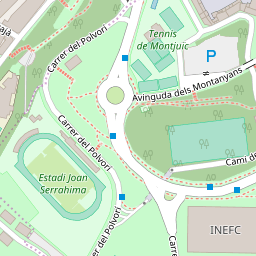 Carrer del Polvorí
Tennis
de Montjuïc
P
Avinguda dels Montanyans
Carrer del Polvorí
Estadi Joan
Serrahima
Camí de
Carrer del Polvorí
INEFC
Carre